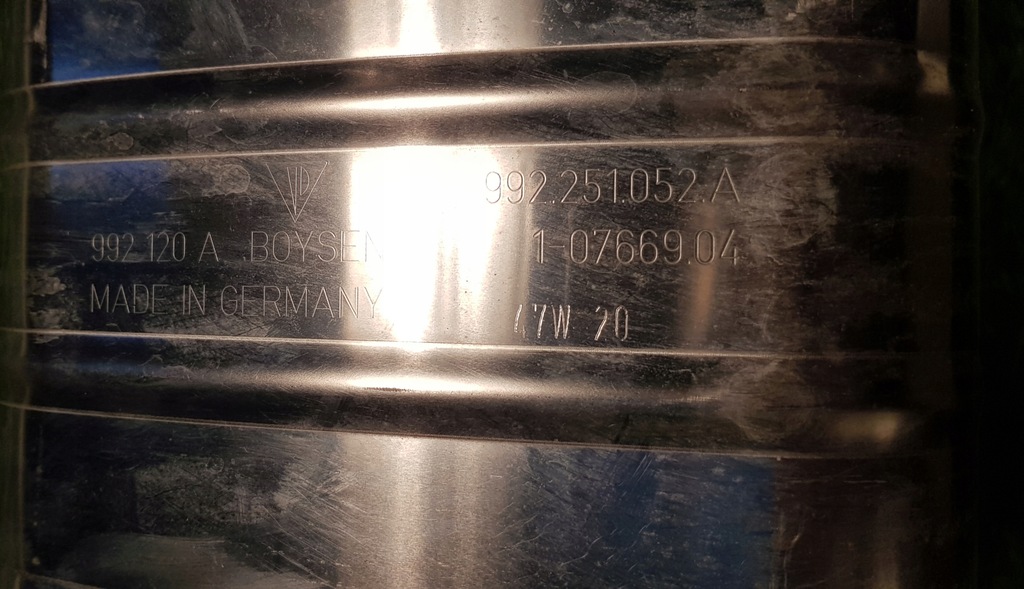 992.251.052.A
992 120 A BOYSEN 1-07669.04
MADE IN GERMANY
47W 20